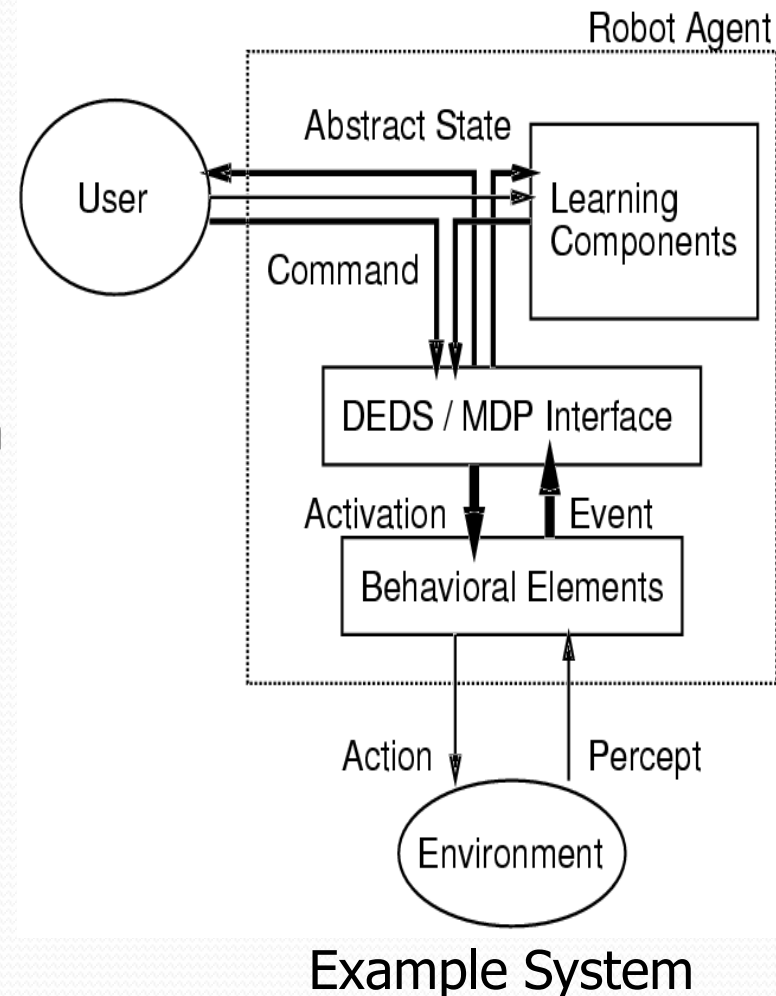 Robot Agent
Abstract State
User
Learning
Components
Command
DEDS / MDP Interface
Activation
Event
Behavioral Elements
Action
Percept
Environment
Example System